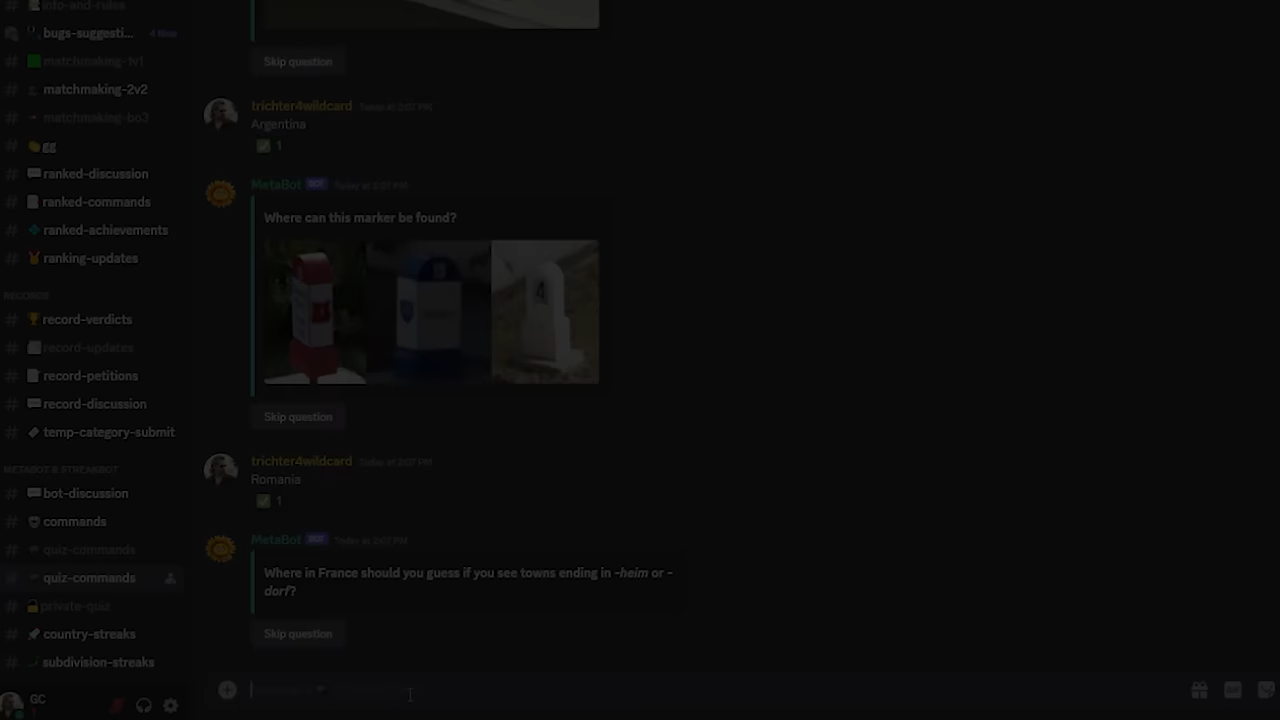 info-and-rules
bugs-suggesti... 4 New
matchmaking-1v1
matchmaking-2v2
matchmaking-bo3
gg
ranked-discussion
ranked-commands
ranked-achievements
ranking-updates
RECORDS
record-verdicts
record-updates
record-petitions
record-discussion
temp-category-submit
METABOT & STREAKBOT
bot-discussion
commands
quiz-commands
quiz-commands
private-quiz
country-streaks
subdivision-streaks
GC
Skip question
trichter4wildcard Today at 2:07 PM
Argentina
1
MetaBot BOT Today at 2:07 PM
Where can this marker be found?
4
Skip question
trichter4wildcard Today at 2:07 PM
Romania
1
MetaBot BOT Today at 2:07 PM
Where in France should you guess if you see towns ending in -heim or -
dorf?
Skip question